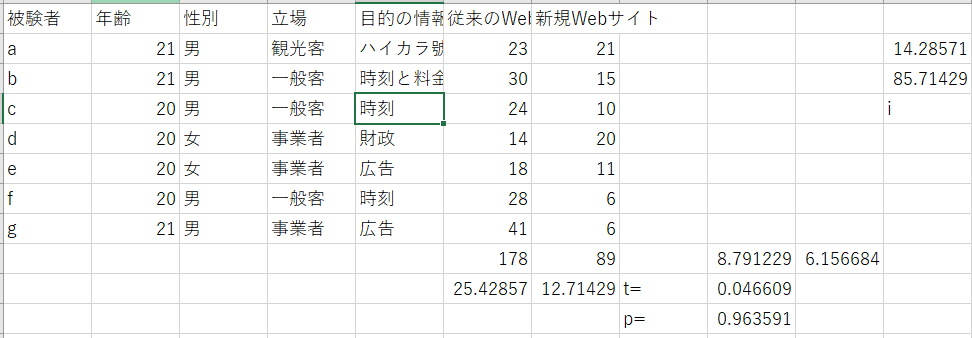 被験者 年齢 性別 立場 目的の情報 従来のWeb 新規Webサイト
a 21 男 観光客 ハイカラ號 23 21 14.28571
b 21 男 一般客 時刻と料金 30 15 85.71429
c 20 男 一般客 時刻 24 10 i
d 20 女 事業者 財政 14 20
e 20 女 事業者 広告 18 11
f 20 男 一般客 時刻 28 6
g 21 男 事業者 広告 41 6
178 89 8.791229 6.156684
25.42857 12.71429 t= 0.046609
p= 0.963591